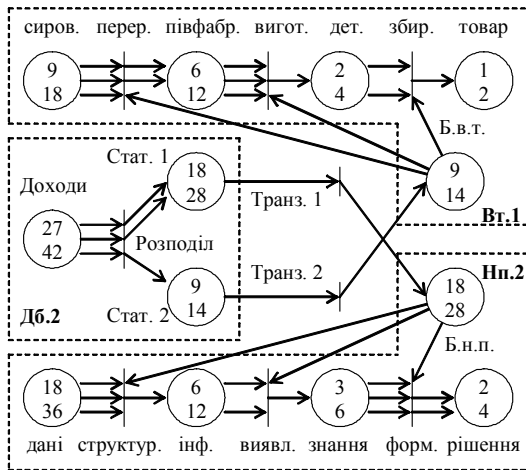 сиров. перер. півфабр. вигот. дет. збир. товар
9 6 2 1
18 12 4 2
Б.в.т.
Стат. 1
18 9
28 14
Доходи Транз. 1 Вт.1
27
42
Розподіл
Транз. 2 Нп.2
9 18
14 28
Дб.2 Стат. 2
Б.н.п.
18 6 3 2
36 12 6 4
дані структур. інф. виявл. знання форм. рішення